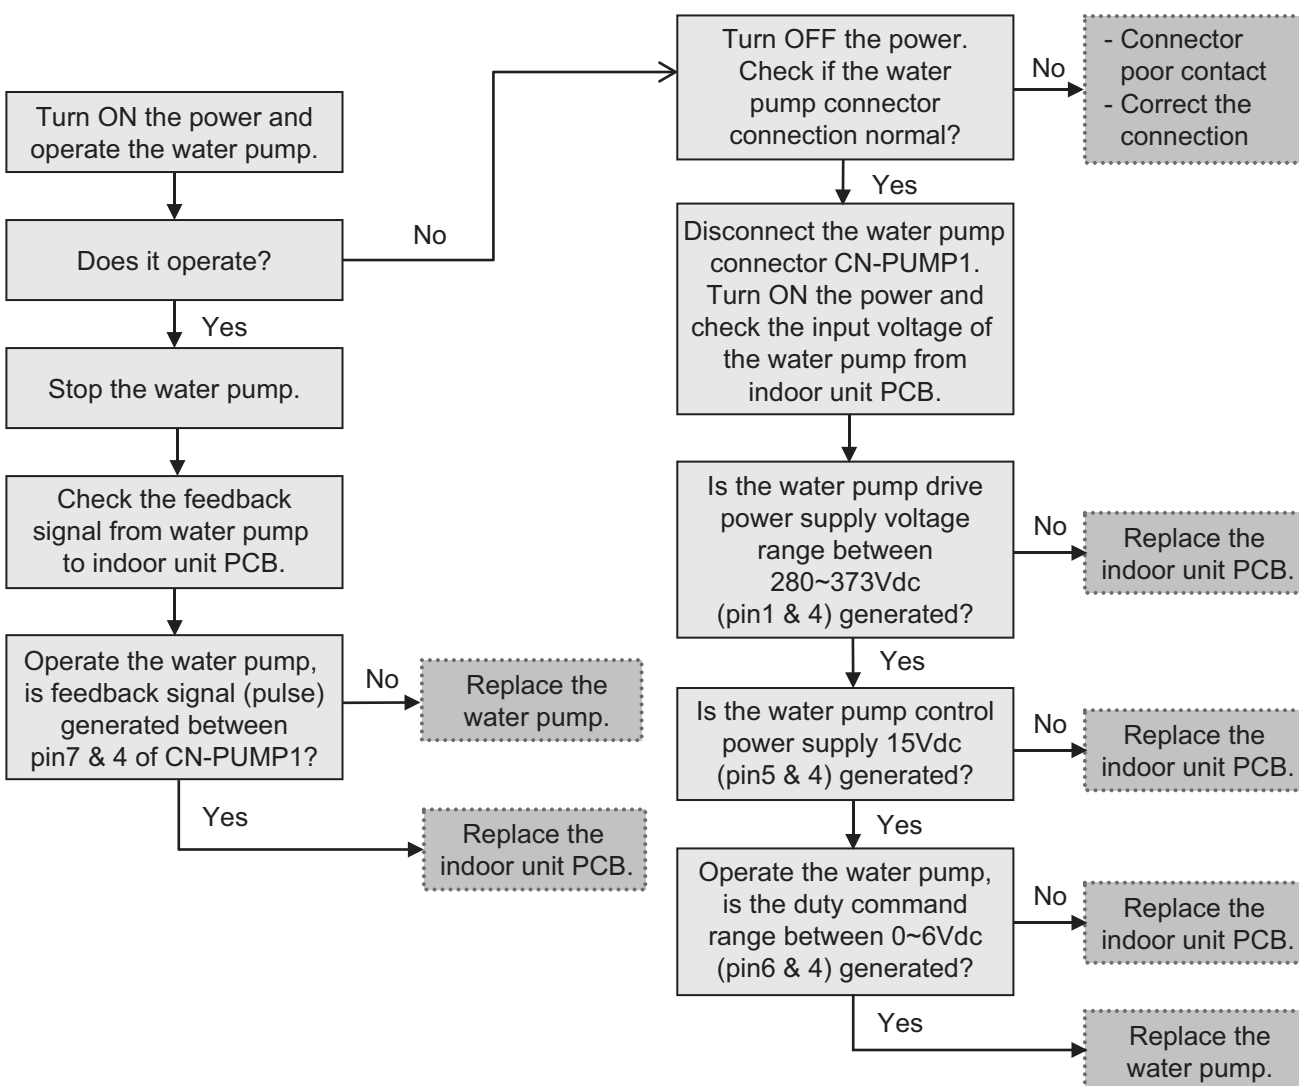 Turn ON the power and
operate the water pump.
Does it operate?
No
Yes
Stop the water pump.
Check the feedback
signal from water pump
to indoor unit PCB.
Operate the water pump,
is feedback signal (pulse)
generated between
pin7 & 4 of CN-PUMP1?
No
Replace the
water pump.
Yes
Replace the
indoor unit PCB.
Turn OFF the power.
Check if the water
pump connector
connection normal?
No
- Connector
poor contact
- Correct the
connection
Yes
Disconnect the water pump
connector CN-PUMP1.
Turn ON the power and
check the input voltage of
the water pump from
indoor unit PCB.
Is the water pump drive
power supply voltage
range between
280~373Vdc
(pin1 & 4) generated?
No
Replace the
indoor unit PCB.
Yes
Is the water pump control
power supply 15Vdc
(pin5 & 4) generated?
No
Replace the
indoor unit PCB.
Yes
Operate the water pump,
is the duty command
range between 0~6Vdc
(pin6 & 4) generated?
No
Replace the
indoor unit PCB.
Yes
Replace the
water pump.